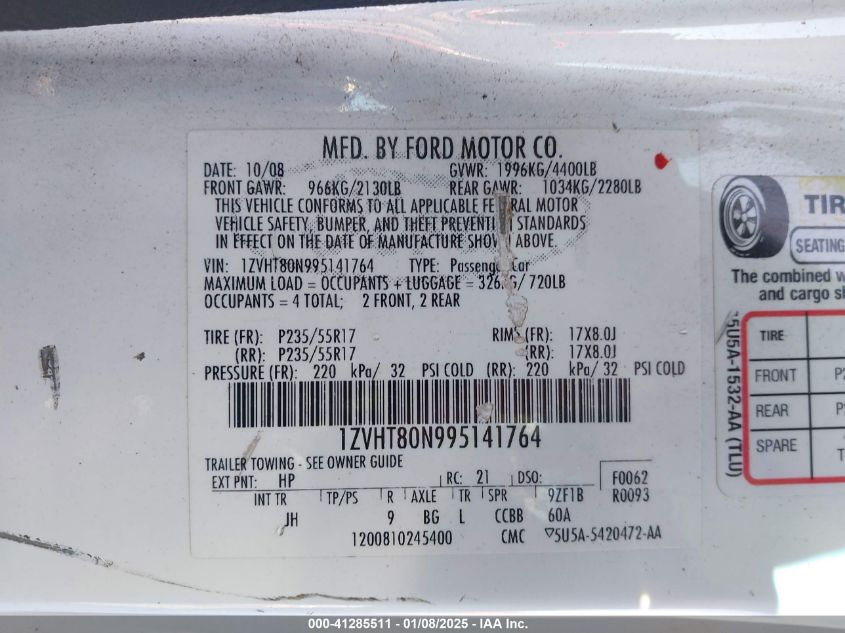 MFD. BY FORD MOTOR CO.
DATE: 10/08 GVWR: 1996KG/4400LB
FRONT GAWR: 966KG/2130LB REAR GAWR: 1034KG/2280LB
THIS VEHICLE CONFORMS TO ALL APPLICABLE MOTOR
VEHICLE SAFETY, BUMPER, AND THEFT STANDARDS
IN EFFECT ON THE DATE OF MANUFACTURE ABOVE.
VIN: 1ZVHT80N995141764 TYPE: Passenger Car
MAXIMUM LOAD = OCCUPANTS + LUGGAGE = / 720LB
OCCUPANTS = 4 TOTAL; 2 FRONT, 2 REAR
TIRE (FR): P235/55R17 RIMS (FR): 17X8.0J
(RR): P235/55R17 (RR): 17X8.0J
PRESSURE (FR): 220 kPa/ 32 PSI COLD (RR): 220 kPa/ 32 PSI COLD
1ZVHT80N995141764
TRAILER TOWING - SEE OWNER GUIDE
EXT PNT: HP RC: 21 DSO: F0062
INT TR TP/PS R AXLE TR SPR 9ZF1B R0093
JH 9 BG L CCBB 60A
1200810245400 CMC ▽5U5A-5420472-AA
TIR
SEATING
The combined w
and cargo sh
TIRE
FRONT P2
REAR P
SPARE T
5U5A-1532-AA (TLU)
000-41285511 - 01/08/2025 - IAA Inc.